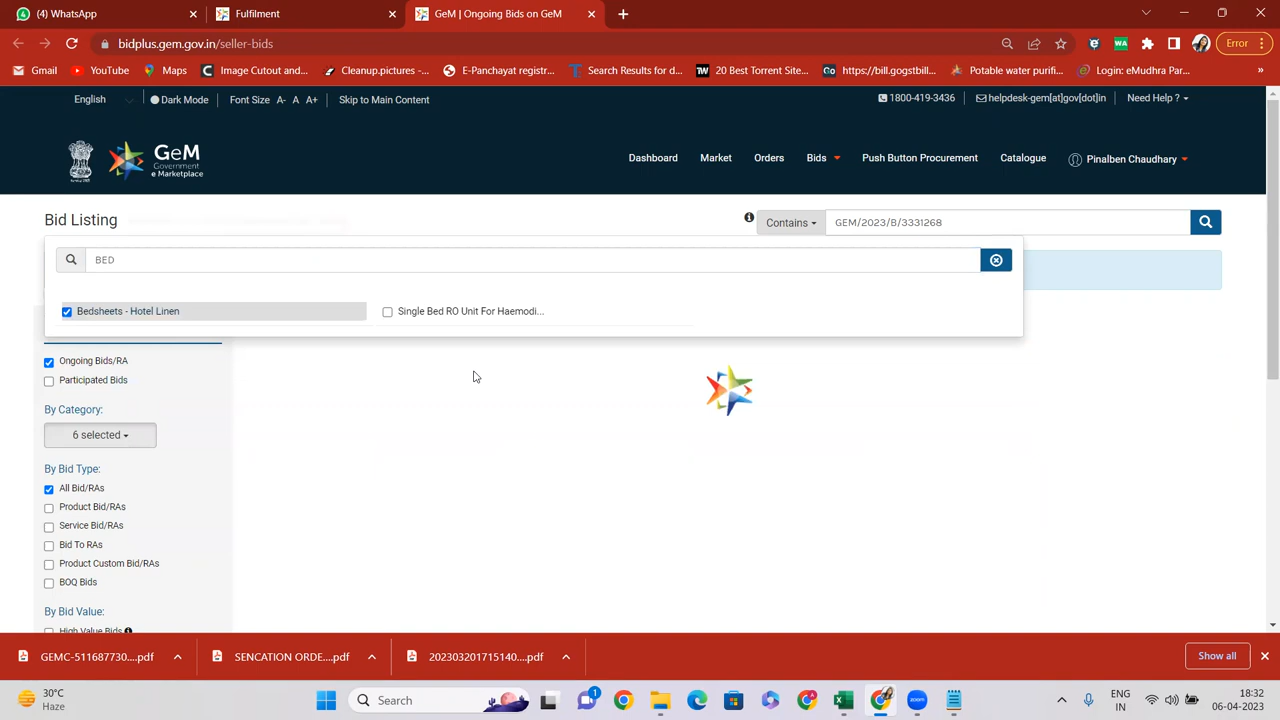 (4) WhatsApp
Fulfilment
GeM | Ongoing Bids on GeM
bidplus.gem.gov.in/seller-bids
Error
Gmail
YouTube
Maps
Image Cutout and...
Cleanup.pictures -...
E-Panchayat registr...
Search Results for d...
20 Best Torrent Site...
https://bill.gogstbill...
Potable water purifi...
Login: eMudhra Par...
English
Dark Mode
Font Size A- A A+
Skip to Main Content
1800-419-3436
helpdesk-gem[at]gov[dot]in
Need Help ?
GeM
Government
e Marketplace
Dashboard
Market
Orders
Bids
Push Button Procurement
Catalogue
Pinalben Chaudhary
Bid Listing
Contains
GEM/2023/B/3331268
BED
Bedsheets - Hotel Linen
Single Bed RO Unit For Haemodi...
Ongoing Bids/RA
Participated Bids
By Category:
6 selected
By Bid Type:
All Bid/RAs
Product Bid/RAs
Service Bid/RAs
Bid To RAs
Product Custom Bid/RAs
BOQ Bids
By Bid Value:
High Value Bids
GEMC-511687730....pdf
SENCATION ORDE....pdf
202303201715140....pdf
Show all
30°C
Haze
Search
1
ENG
IN
18:32
06-04-2023